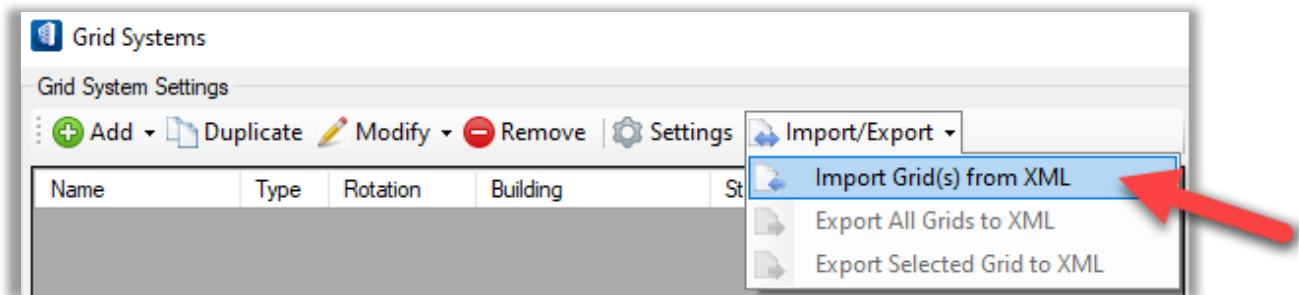 Grid Systems
Grid System Settings
Add Duplicate Modify Remove Settings Import/Export
Name Type Rotation Building St
Import Grid(s) from XML
Export All Grids to XML
Export Selected Grid to XML